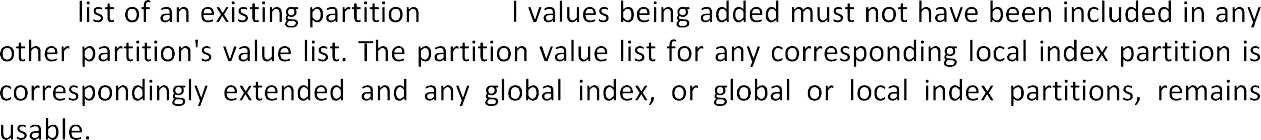 list of an existing partition l values being added must not have been included in any
other partition's value list. The partition value list for any corresponding local index partition is
correspondingly extended and any global index, or global or local index partitions, remains
usable.